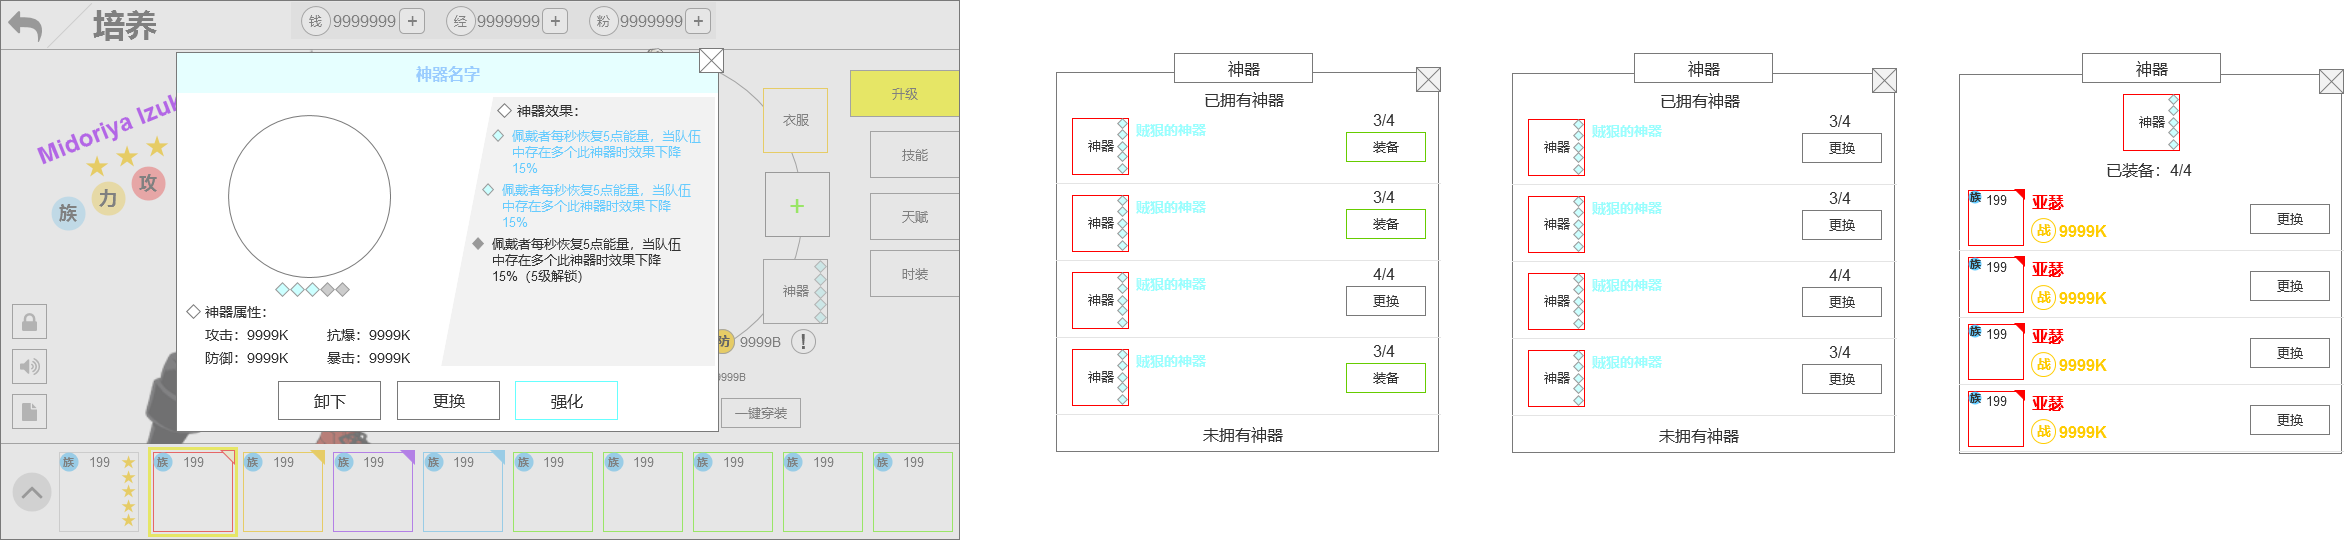 培养
钱 9999999 +
经 9999999 +
粉 9999999 +
神器名字
Midoriya Izuk
族 力 攻
神器效果：
佩戴者每秒恢复5点能量，当队伍
中存在多个此神器时效果下降
15%
佩戴者每秒恢复5点能量，当队伍
中存在多个此神器时效果下降
15%
佩戴者每秒恢复5点能量，当队伍
中存在多个此神器时效果下降
15%（5级解锁）
神器属性：
攻击：9999K 抗爆：9999K
防御：9999K 暴击：9999K
卸下 更换 强化
衣服
+
神器
防 9999B !
9999B
一键穿装
升级
技能
天赋
时装
族 199
族 199
族 199
族 199
族 199
族 199
族 199
族 199
族 199
族 199
神器
已拥有神器
神器 贼狠的神器 3/4 装备
神器 贼狠的神器 3/4 装备
神器 贼狠的神器 4/4 更换
神器 贼狠的神器 3/4 装备
未拥有神器
神器
已拥有神器
神器 贼狠的神器 3/4 更换
神器 贼狠的神器 3/4 更换
神器 贼狠的神器 4/4 更换
神器 贼狠的神器 3/4 更换
未拥有神器
神器
神器
已装备：4/4
族 199 亚瑟 更换
战 9999K
族 199 亚瑟 更换
战 9999K
族 199 亚瑟 更换
战 9999K
族 199 亚瑟 更换
战 9999K